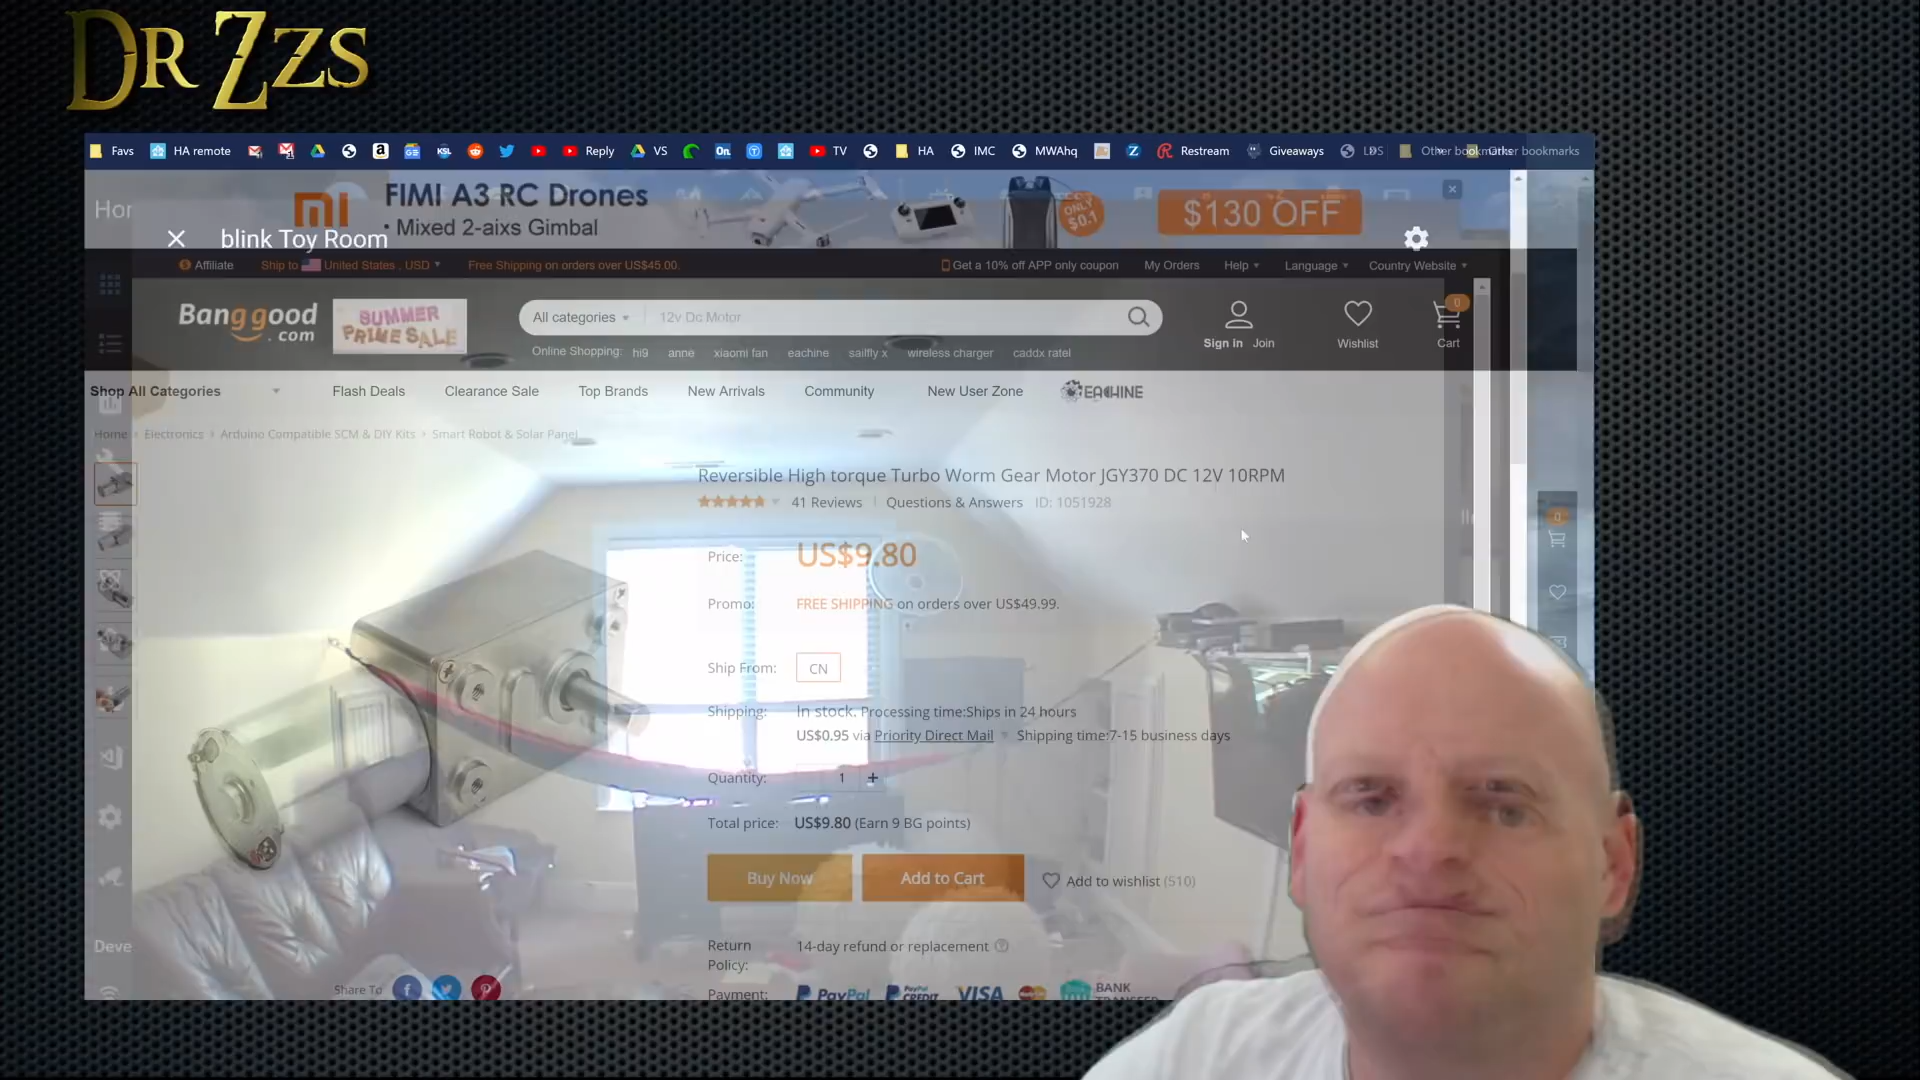 DR ZZS
Favs HA remote Reply VS On. TV HA IMC MWAhq Z Restream Giveaways Other bookmarks
FIMI A3 RC Drones
• Mixed 2-aixs Gimbal
ONLY $0.1
$130 OFF
blink Toy Room
Affiliate Ship to United States , USD Free Shipping on orders over US$45.00. Get a 10% off APP only coupon My Orders Help Language Country Website
Banggood.com
SUMMER PRIME SALE
All categories 12v Dc Motor
0
Online Shopping: hi9 anne xiaomi fan eachine sailfly x wireless charger caddx ratel
Sign in Join Wishlist Cart
Shop All Categories Flash Deals Clearance Sale Top Brands New Arrivals Community New User Zone EACHINE
Home › Electronics › Arduino Compatible SCM & DIY Kits › Smart Robot & Solar Panel
Reversible High torque Turbo Worm Gear Motor JGY370 DC 12V 10RPM
41 Reviews Questions & Answers ID: 1051928
0
Price: US$9.80
Promo: FREE SHIPPING on orders over US$49.99.
Ship From: CN
Shipping: In stock. Processing time:Ships in 24 hours
US$0.95 via Priority Direct Mail Shipping time:7-15 business days
Quantity: 1 +
Total price: US$9.80 (Earn 9 BG points)
Buy Now Add to Cart Add to wishlist (510)
Return Policy: 14-day refund or replacement
Share To
Payment: PayPal PayPal CREDIT VISA BANK